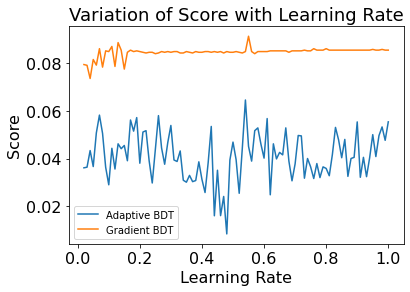 Variation of Score with Learning Rate
Score
0.08
0.06
0.04
0.02
Adaptive BDT
Gradient BDT
0.0 0.2 0.4 0.6 0.8 1.0
Learning Rate